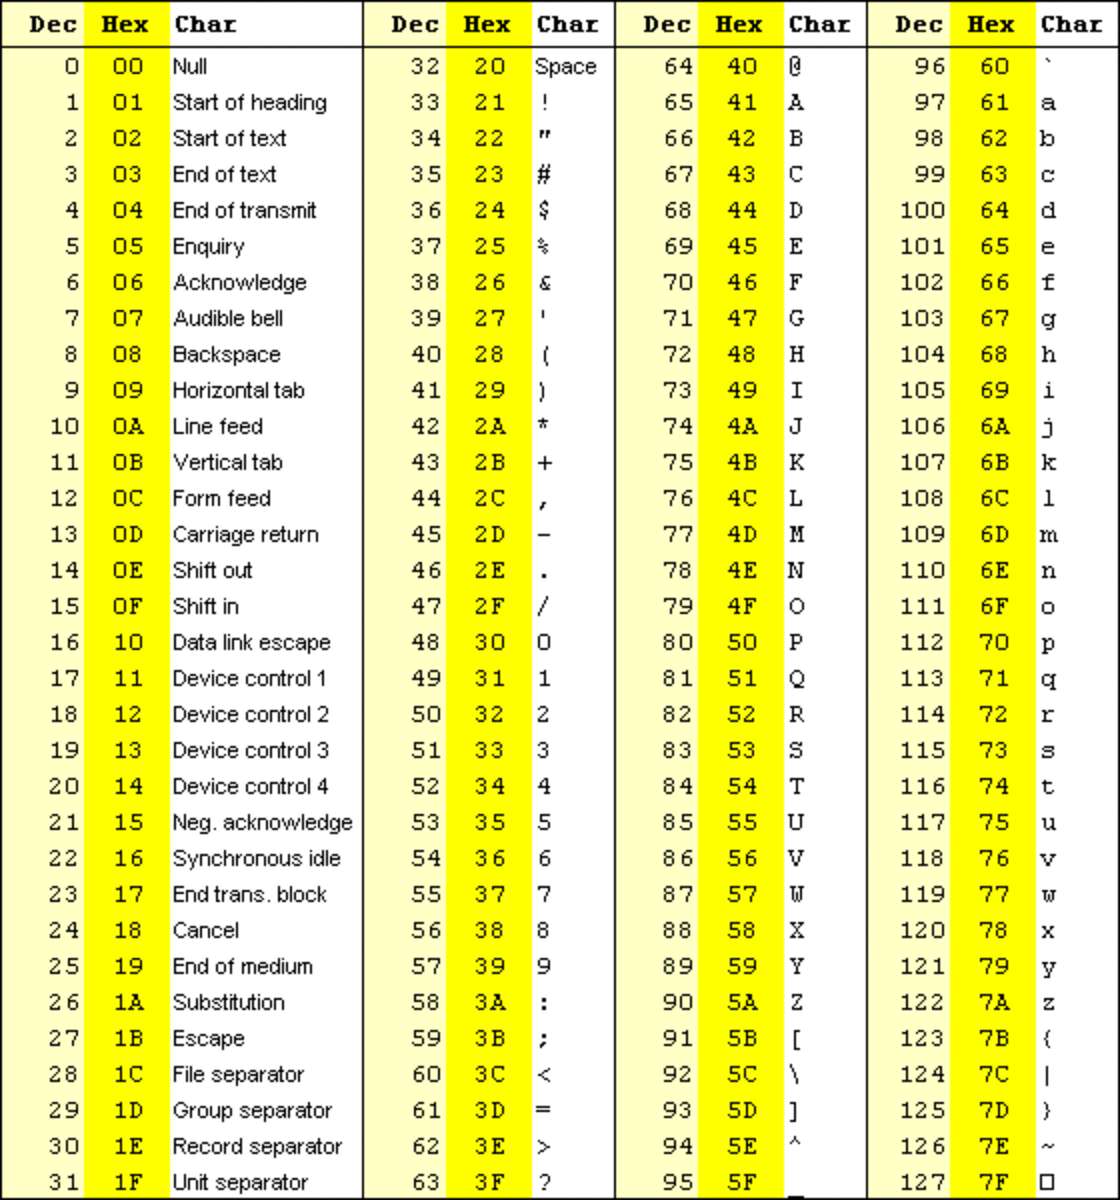 Dec Hex Char Dec Hex Char Dec Hex Char Dec Hex Char
0 00 Null 32 20 Space 64 40 @ 96 60 `
1 01 Start of heading 33 21 ! 65 41 A 97 61 a
2 02 Start of text 34 22 " 66 42 B 98 62 b
3 03 End of text 35 23 # 67 43 C 99 63 c
4 04 End of transmit 36 24 $ 68 44 D 100 64 d
5 05 Enquiry 37 25 % 69 45 E 101 65 e
6 06 Acknowledge 38 26 & 70 46 F 102 66 f
7 07 Audible bell 39 27 ' 71 47 G 103 67 g
8 08 Backspace 40 28 ( 72 48 H 104 68 h
9 09 Horizontal tab 41 29 ) 73 49 I 105 69 i
10 0A Line feed 42 2A * 74 4A J 106 6A j
11 0B Vertical tab 43 2B + 75 4B K 107 6B k
12 0C Form feed 44 2C , 76 4C L 108 6C l
13 0D Carriage return 45 2D - 77 4D M 109 6D m
14 0E Shift out 46 2E . 78 4E N 110 6E n
15 0F Shift in 47 2F / 79 4F O 111 6F o
16 10 Data link escape 48 30 0 80 50 P 112 70 p
17 11 Device control 1 49 31 1 81 51 Q 113 71 q
18 12 Device control 2 50 32 2 82 52 R 114 72 r
19 13 Device control 3 51 33 3 83 53 S 115 73 s
20 14 Device control 4 52 34 4 84 54 T 116 74 t
21 15 Neg. acknowledge 53 35 5 85 55 U 117 75 u
22 16 Synchronous idle 54 36 6 86 56 V 118 76 v
23 17 End trans. block 55 37 7 87 57 W 119 77 w
24 18 Cancel 56 38 8 88 58 X 120 78 x
25 19 End of medium 57 39 9 89 59 Y 121 79 y
26 1A Substitution 58 3A : 90 5A Z 122 7A z
27 1B Escape 59 3B ; 91 5B [ 123 7B {
28 1C File separator 60 3C < 92 5C \ 124 7C |
29 1D Group separator 61 3D = 93 5D ] 125 7D }
30 1E Record separator 62 3E > 94 5E ^ 126 7E ~
31 1F Unit separator 63 3F ? 95 5F _ 127 7F □